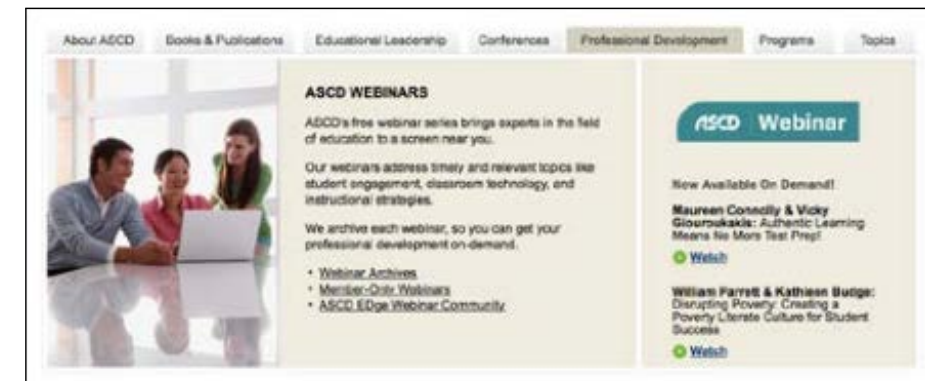 About ASCD
Books & Publications
Educational Leadership
Conferences
Professional Development
Programs
Topics
ASCD WEBINARS
ASCD's free webinar series brings experts in the field
of education to a screen near you.
Our webinars address timely and relevant topics like
student engagement, classroom technology, and
instructional strategies.
We archive each webinar, so you can get your
professional development on-demand.
• Webinar Archives
• Member-Only Webinars
• ASCD EDge Webinar Community
ASCD Webinar
Now Available On Demand!
Maureen Connolly & Vicky
Giouroukakis: Authentic Learning
Means No More Test Prep!
Watch
William Parrett & Kathleen Budge:
Disrupting Poverty: Creating a
Poverty Literate Culture for Student
Success
Watch